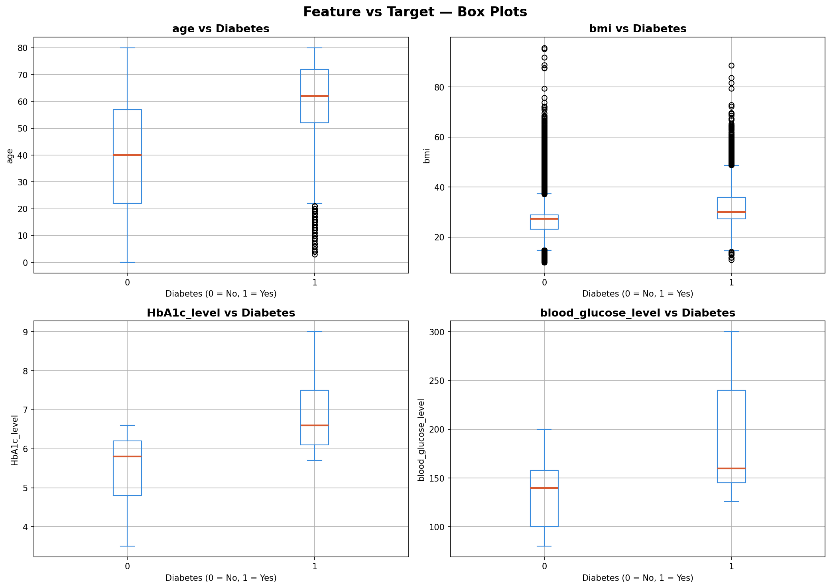 Feature vs Target — Box Plots
age vs Diabetes
80
70
60
50
40
30
20
10
0
age
0 1
Diabetes (0 = No, 1 = Yes)
bmi vs Diabetes
80
60
40
20
bmi
0 1
Diabetes (0 = No, 1 = Yes)
HbA1c_level vs Diabetes
9
8
7
6
5
4
HbA1c_level
0 1
Diabetes (0 = No, 1 = Yes)
blood_glucose_level vs Diabetes
300
250
200
150
100
blood_glucose_level
0 1
Diabetes (0 = No, 1 = Yes)